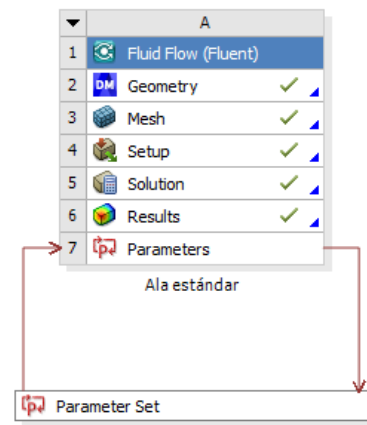 A
1 Fluid Flow (Fluent)
2 DM Geometry
3 Mesh
4 Setup
5 Solution
6 Results
7 Parameters
Ala estándar
Parameter Set